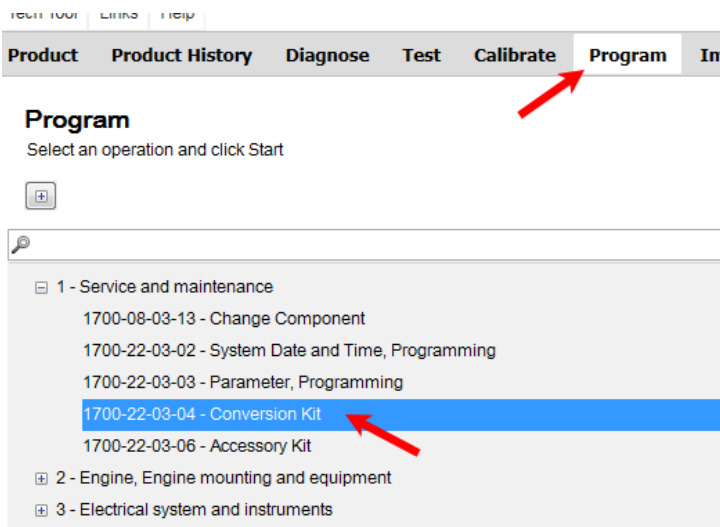 Tech Tool Links Help
Product Product History Diagnose Test Calibrate Program Im
Program
Select an operation and click Start
1 - Service and maintenance
1700-08-03-13 - Change Component
1700-22-03-02 - System Date and Time, Programming
1700-22-03-03 - Parameter, Programming
1700-22-03-04 - Conversion Kit
1700-22-03-06 - Accessory Kit
2 - Engine, Engine mounting and equipment
3 - Electrical system and instruments